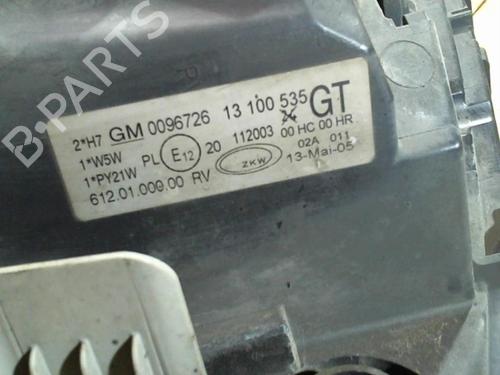 2*H7 GM 0096726 13 100 535 GT
1*W5W PL E12 20 112003 00 HC 00 HR
1*PY21W ZKW 02A 011
612.01.009.00 RV 13-Mai-05
B-PARTS